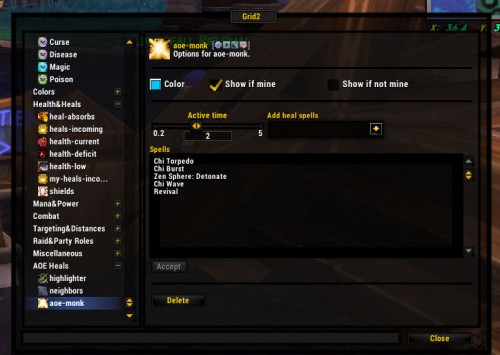 Grid2
X: 36.4
Curse
Disease
Magic
Poison
Colors
Health&Heals
heal-absorbs
heals-incoming
health-current
health-deficit
health-low
my-heals-inco...
shields
Mana&Power
Combat
Targeting&Distances
Raid&Party Roles
Miscellaneous
AOE Heals
highlighter
neighbors
aoe-monk
aoe-monk
Options for aoe-monk.
Color
Show if mine
Show if not mine
Active time
0.2
2
5
Add heal spells
Spells
Chi Torpedo
Chi Burst
Zen Sphere: Detonate
Chi Wave
Revival
Accept
Delete
Close